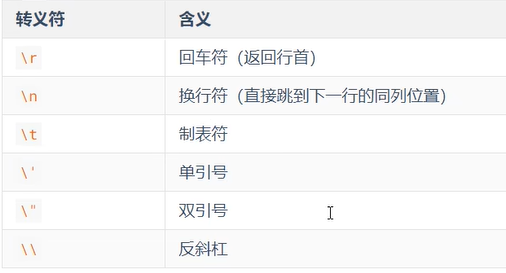 转义符 含义
\r 回车符（返回行首）
\n 换行符（直接跳到下一行的同列位置）
\t 制表符
\' 单引号
\" 双引号
\\ 反斜杠